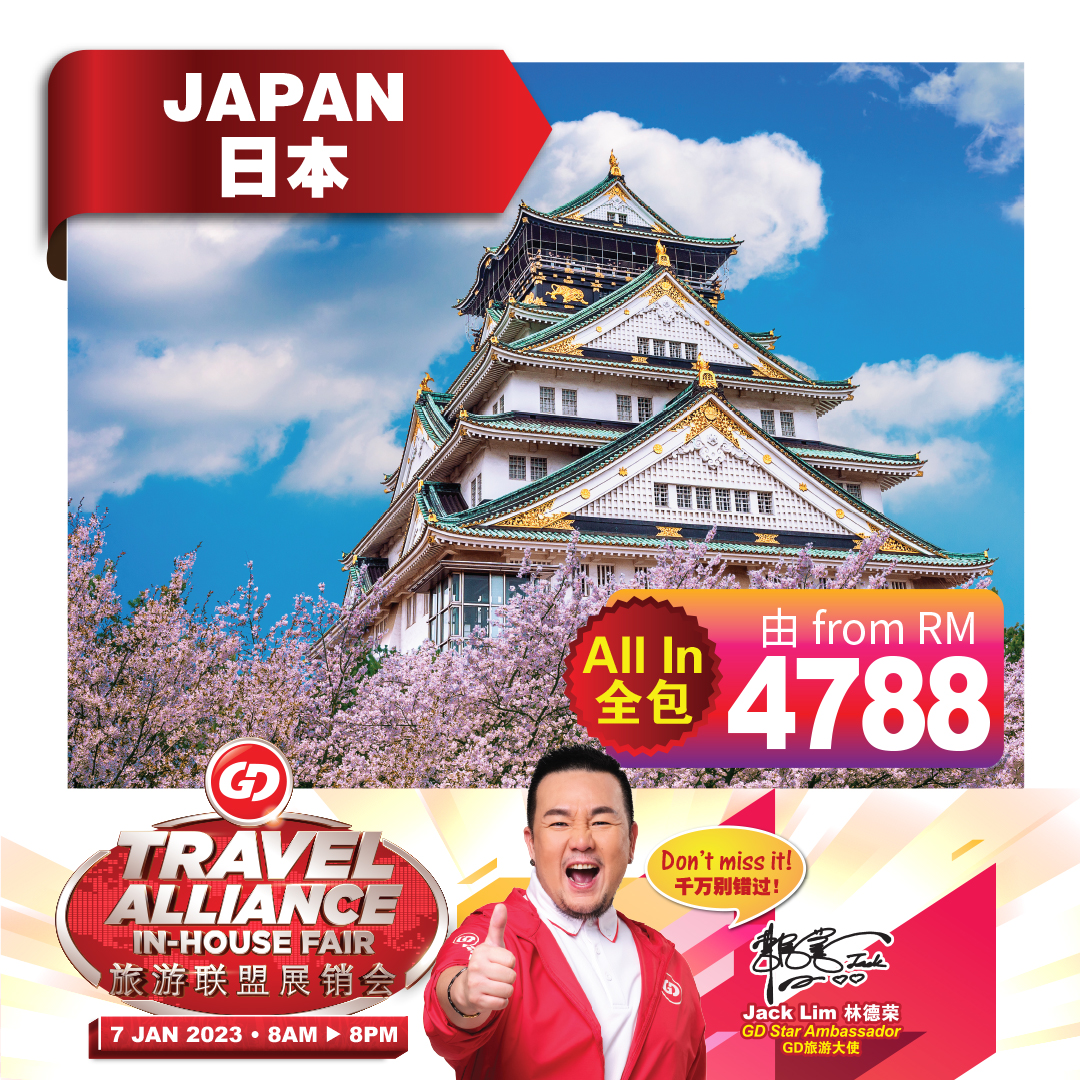 JAPAN
日本
All In
全包
由 from RM
4788
GD
TRAVEL
ALLIANCE
IN-HOUSE FAIR
旅游联盟展销会
7 JAN 2023 • 8AM ▶ 8PM
GD
GD
Don't miss it!
千万别错过！
Jack Lim 林德荣
GD Star Ambassador
GD旅游大使